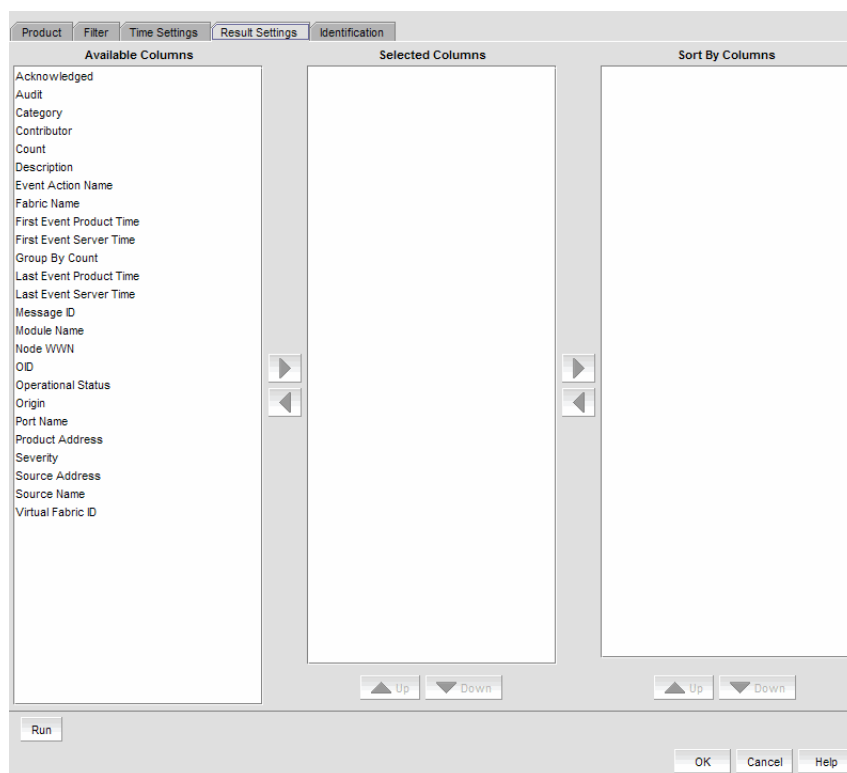 Product Filter Time Settings Result Settings Identification
Available Columns Selected Columns Sort By Columns
Acknowledged
Audit
Category
Contributor
Count
Description
Event Action Name
Fabric Name
First Event Product Time
First Event Server Time
Group By Count
Last Event Product Time
Last Event Server Time
Message ID
Module Name
Node WWN
OID
Operational Status
Origin
Port Name
Product Address
Severity
Source Address
Source Name
Virtual Fabric ID
Up Down Up Down
Run
OK Cancel Help